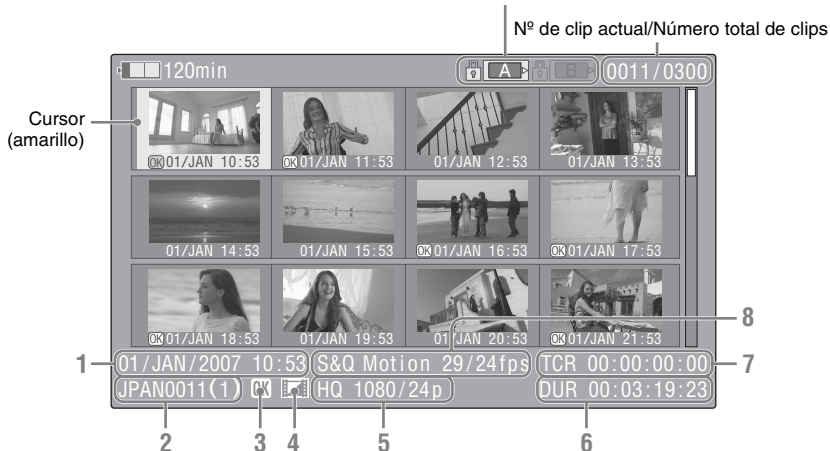 Nº de clip actual/Número total de clips
120min A B 0011/0300
Cursor
(amarillo)
OK 01/JAN 10:53 OK 01/JAN 11:53 01/JAN 12:53 01/JAN 13:53
01/JAN 14:53 01/JAN 15:53 OK 01/JAN 16:53 OK 01/JAN 17:53
OK 01/JAN 18:53 01/JAN 19:53 01/JAN 20:53 OK 01/JAN 21:53
8
1 01/JAN/2007 10:53 S&Q Motion 29/24fps TCR 00:00:00:00 7
JPAN0011(1) OK HQ 1080/24p DUR 00:03:19:23
2 3 4 5 6